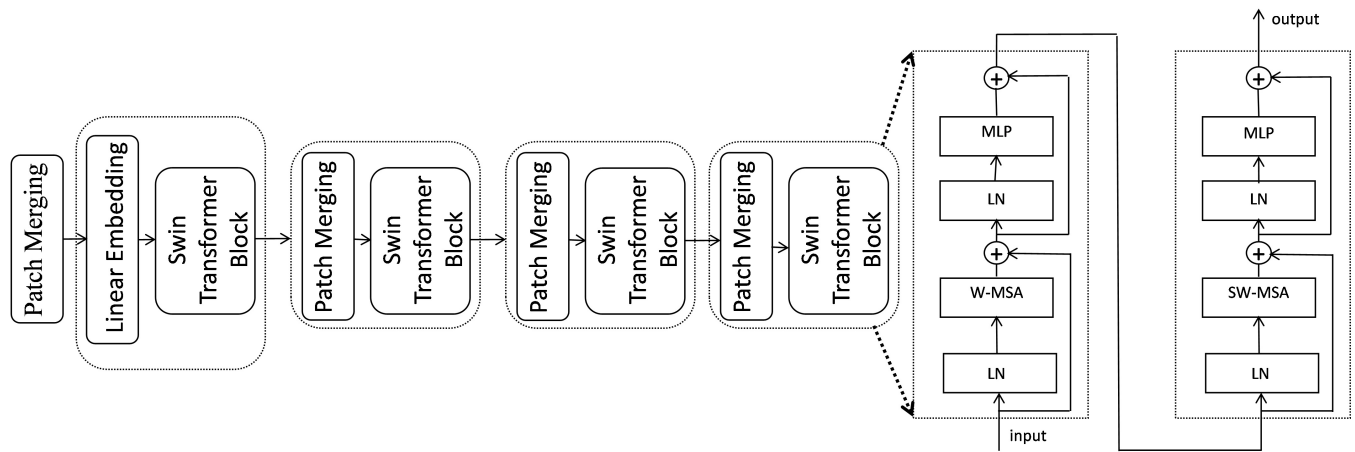 Patch Merging
Linear Embedding
Swin
Transformer
Block
Patch Merging
Swin
Transformer
Block
Patch Merging
Swin
Transformer
Block
Patch Merging
Swin
Transformer
Block
+
MLP
LN
+
W-MSA
LN
input
output
+
MLP
LN
+
SW-MSA
LN